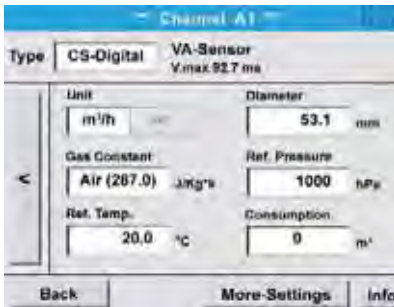 Channel A1
Type CS-Digital VA-Sensor
V.max 92.7 ms
Unit Diameter
m³/h 53.1 mm
Gas Constant Ref. Pressure
< Air (287.0) J/Kg*k 1000 hPa
Ref. Temp. Consumption
20.0 °C 0 m³
Back More-Settings Info